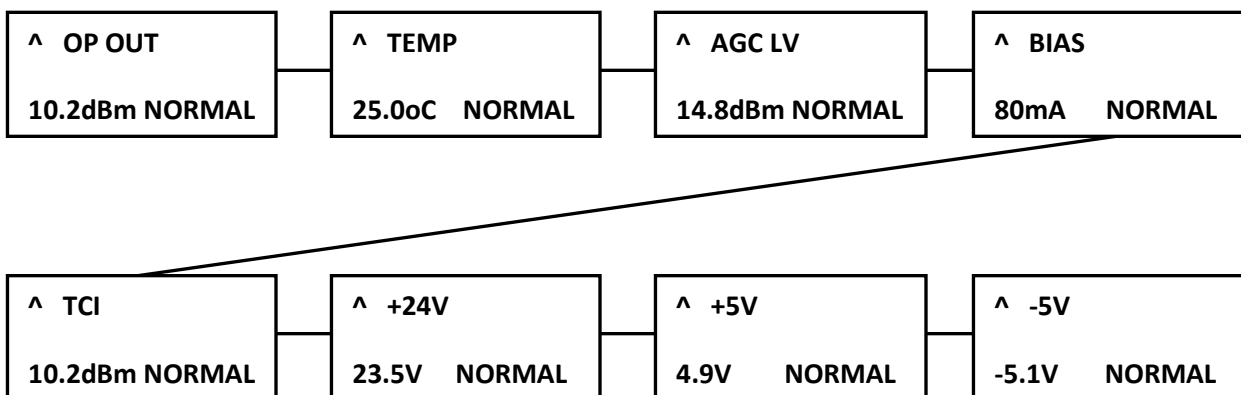 ^ OP OUT
10.2dBm NORMAL
^ TEMP
25.0oC NORMAL
^ AGC LV
14.8dBm NORMAL
^ BIAS
80mA NORMAL
^ TCI
10.2dBm NORMAL
^ +24V
23.5V NORMAL
^ +5V
4.9V NORMAL
^ -5V
-5.1V NORMAL